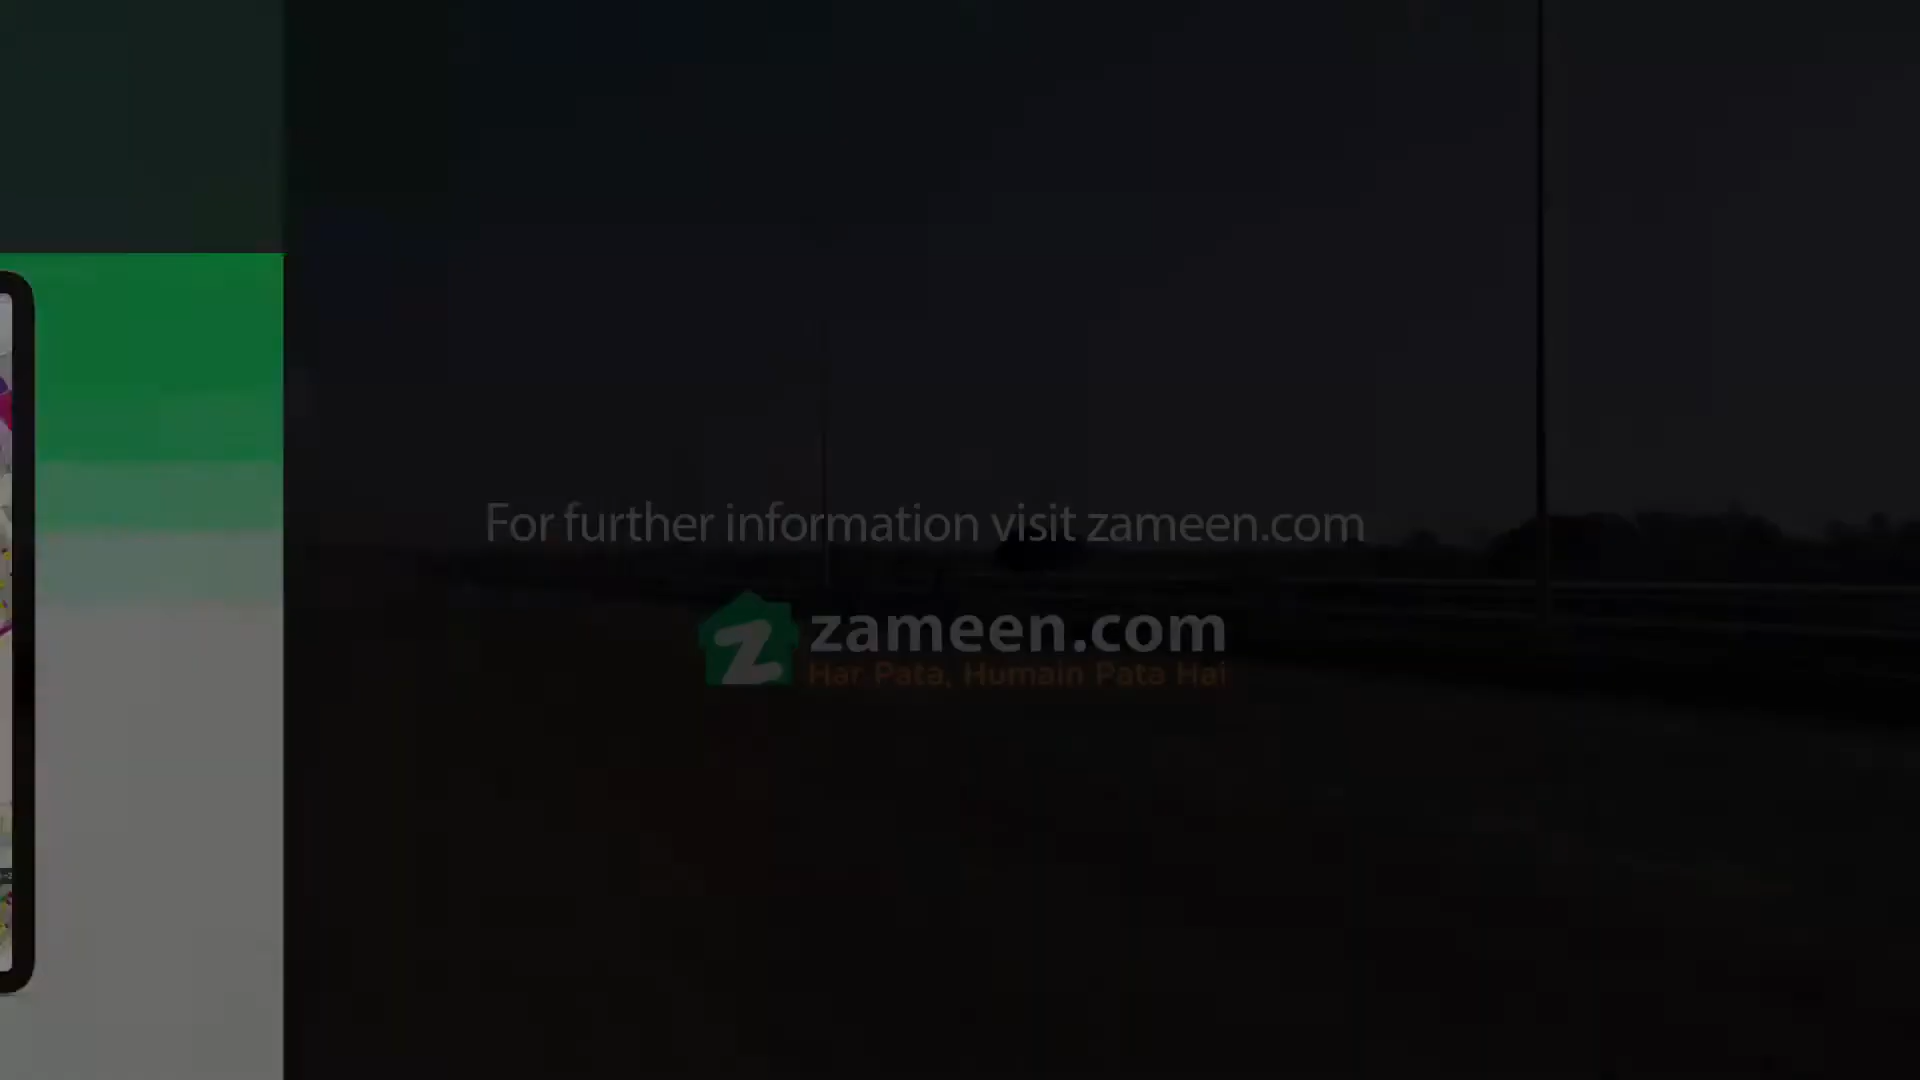 For further information visit zameen.com
zameen.com
Har Pata, Humain Pata Hai